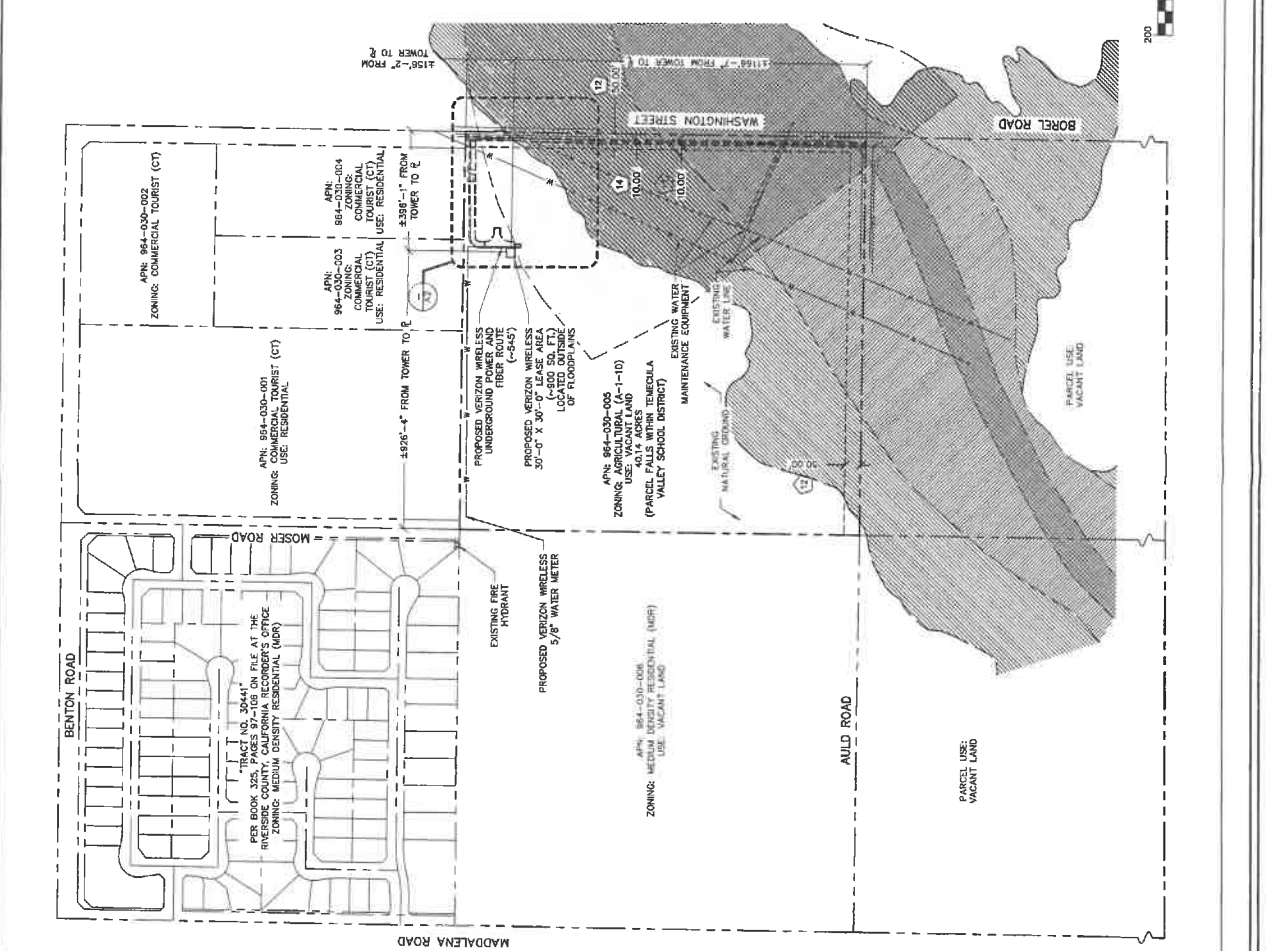 BENTON ROAD
MADDALENA ROAD
"TRACT NO. 30441"
PER BOOK 325, PAGES 97-106 ON FILE AT THE
RIVERSIDE COUNTY, CALIFORNIA RECORDER'S OFFICE
ZONING: MEDIUM DENSITY RESIDENTIAL (MDR)
MOSER ROAD
APN: 964-030-001
ZONING: COMMERCIAL TOURIST (CT)
USE: RESIDENTIAL
APN: 964-030-002
ZONING: COMMERCIAL TOURIST (CT)
APN:
964-030-003
ZONING:
COMMERCIAL
TOURIST (CT)
USE: RESIDENTIAL
APN:
964-030-004
ZONING:
COMMERCIAL
TOURIST (CT)
USE: RESIDENTIAL
±926'-4" FROM TOWER TO ℄
±396'-1" FROM
TOWER TO ℄
±156'-2" FROM
TOWER TO ℄
EXISTING FIRE
HYDRANT
PROPOSED VERIZON WIRELESS
5/8" WATER METER
PROPOSED VERIZON WIRELESS
UNDERGROUND POWER AND
FIBER ROUTE
(~545')
PROPOSED VERIZON WIRELESS
30'-0" X 30'-0" LEASE AREA
(~900 SQ. FT.)
LOCATED OUTSIDE
OF FLOODPLAINS
APN: 964-030-005
ZONING: AGRICULTURAL (A-1-10)
USE: VACANT LAND
40.14 ACRES
(PARCEL FALLS WITHIN TEMECULA
VALLEY SCHOOL DISTRICT)
EXISTING WATER
MAINTENANCE EQUIPMENT
EXISTING
WATER LINE
EXISTING
NATURAL GROUND
APN: 964-030-006
ZONING: MEDIUM DENSITY RESIDENTIAL (MDR)
USE: VACANT LAND
±1166'-7" FROM TOWER TO ℄
WASHINGTON STREET
BOREL ROAD
AULD ROAD
12
50.00'
14
10.00'
10.00'
12
50.00'
PARCEL USE:
VACANT LAND
PARCEL USE:
VACANT LAND
200